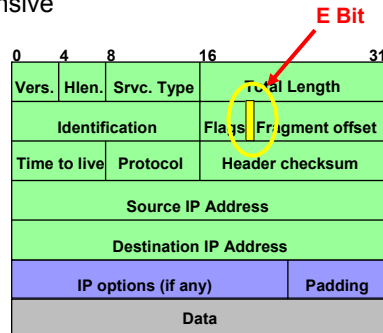 nsive
E Bit
0 4 8 16 31
Vers. Hlen. Srvc. Type Total Length
Identification Flags Fragment offset
Time to live Protocol Header checksum
Source IP Address
Destination IP Address
IP options (if any) Padding
Data